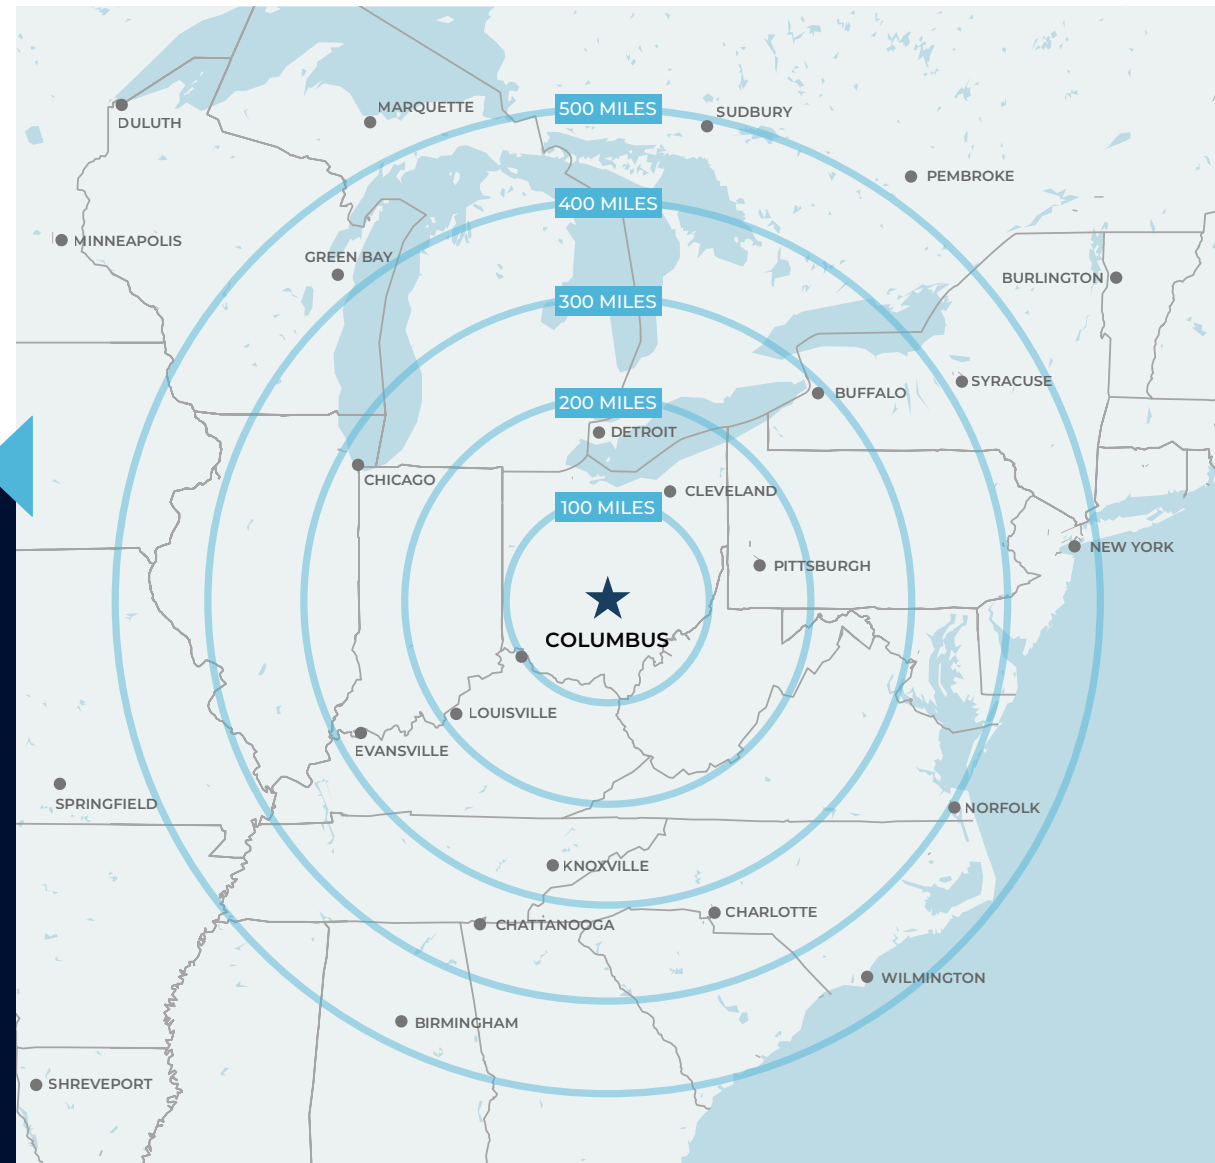 500 MILES
MARQUETTE
SUDBURY
DULUTH
PEMBROKE
400 MILES
MINNEAPOLIS
GREEN BAY
BURLINGTON
300 MILES
SYRACUSE
BUFFALO
200 MILES
DETROIT
CHICAGO
CLEVELAND
100 MILES
NEW YORK
PITTSBURGH
COLUMBUS
LOUISVILLE
EVANSVILLE
SPRINGFIELD
NORFOLK
KNOXVILLE
CHARLOTTE
CHATTANOOGA
WILMINGTON
BIRMINGHAM
SHREVEPORT